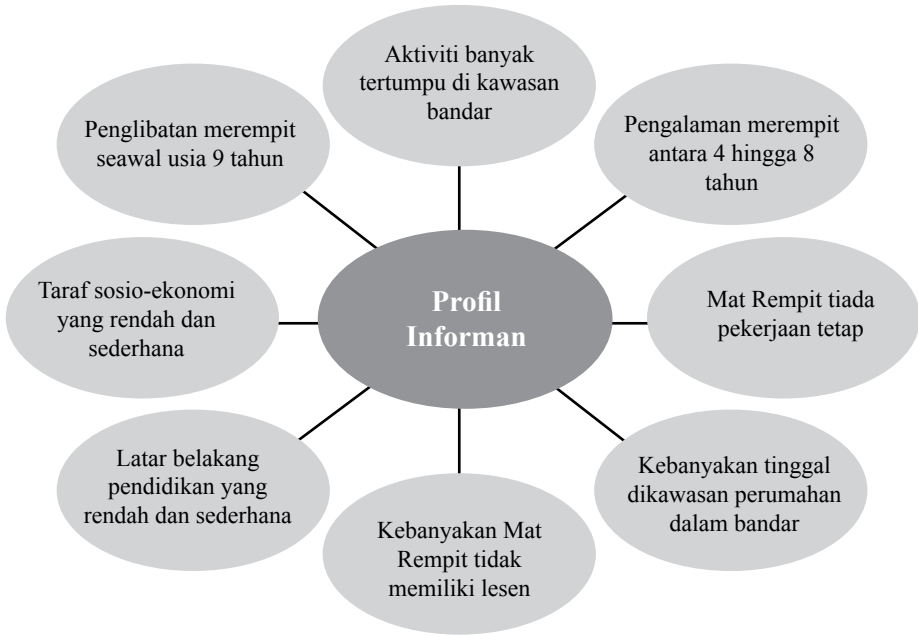 Aktiviti banyak
tertumpu di kawasan
bandar
Pengalaman merempit
antara 4 hingga 8
tahun
Mat Rempit tiada
pekerjaan tetap
Kebanyakan tinggal
dikawasan perumahan
dalam bandar
Kebanyakan Mat
Rempit tidak
memiliki lesen
Latar belakang
pendidikan yang
rendah dan sederhana
Taraf sosio-ekonomi
yang rendah dan
sederhana
Penglibatan merempit
seawal usia 9 tahun
Profil
Informan